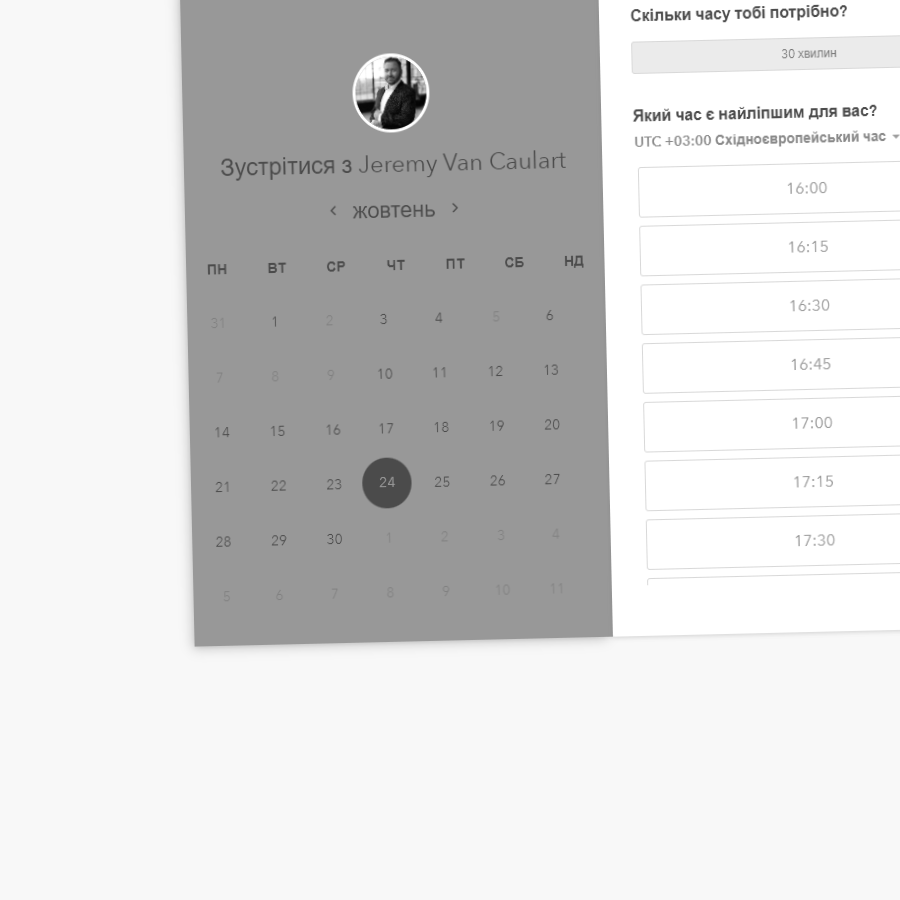 Зустрітися з Jeremy Van Caulart
‹ жовтень ›
ПН ВТ СР ЧТ ПТ СБ НД
31 1 2 3 4 5 6
7 8 9 10 11 12 13
14 15 16 17 18 19 20
21 22 23 24 25 26 27
28 29 30 1 2 3 4
5 6 7 8 9 10 11
Скільки часу тобі потрібно?
30 хвилин
Який час є найліпшим для вас?
UTC +03:00 Східноєвропейський час
16:00
16:15
16:30
16:45
17:00
17:15
17:30